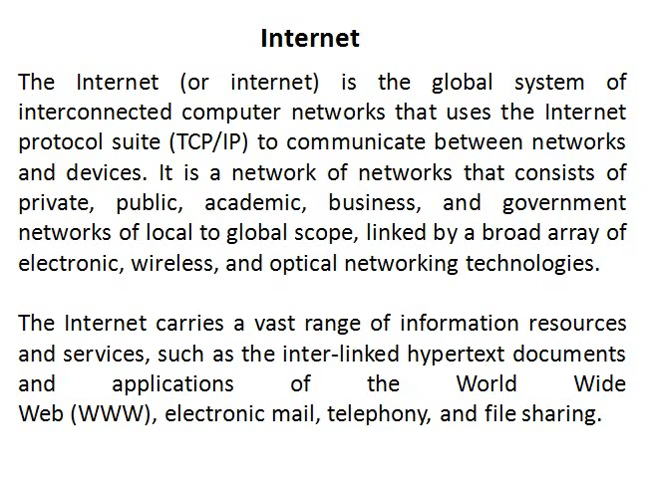 Internet
The Internet (or internet) is the global system of
interconnected computer networks that uses the Internet
protocol suite (TCP/IP) to communicate between networks
and devices. It is a network of networks that consists of
private, public, academic, business, and government
networks of local to global scope, linked by a broad array of
electronic, wireless, and optical networking technologies.
The Internet carries a vast range of information resources
and services, such as the inter-linked hypertext documents
and applications of the World Wide
Web (WWW), electronic mail, telephony, and file sharing.